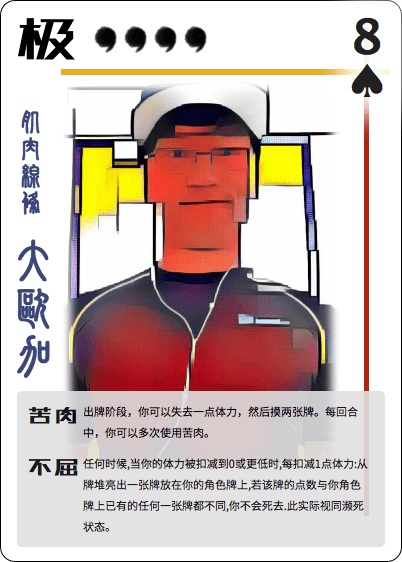 极
8
肌肉線條
大歐加
苦肉 出牌阶段，你可以失去一点体力，然后摸两张牌。每回合
中，你可以多次使用苦肉。
不屈 任何时候,当你的体力被扣减到0或更低时,每扣减1点体力:从
牌堆亮出一张牌放在你的角色牌上,若该牌的点数与你角色
牌上已有的任何一张牌都不同,你不会死去.此实际视同濒死
状态。